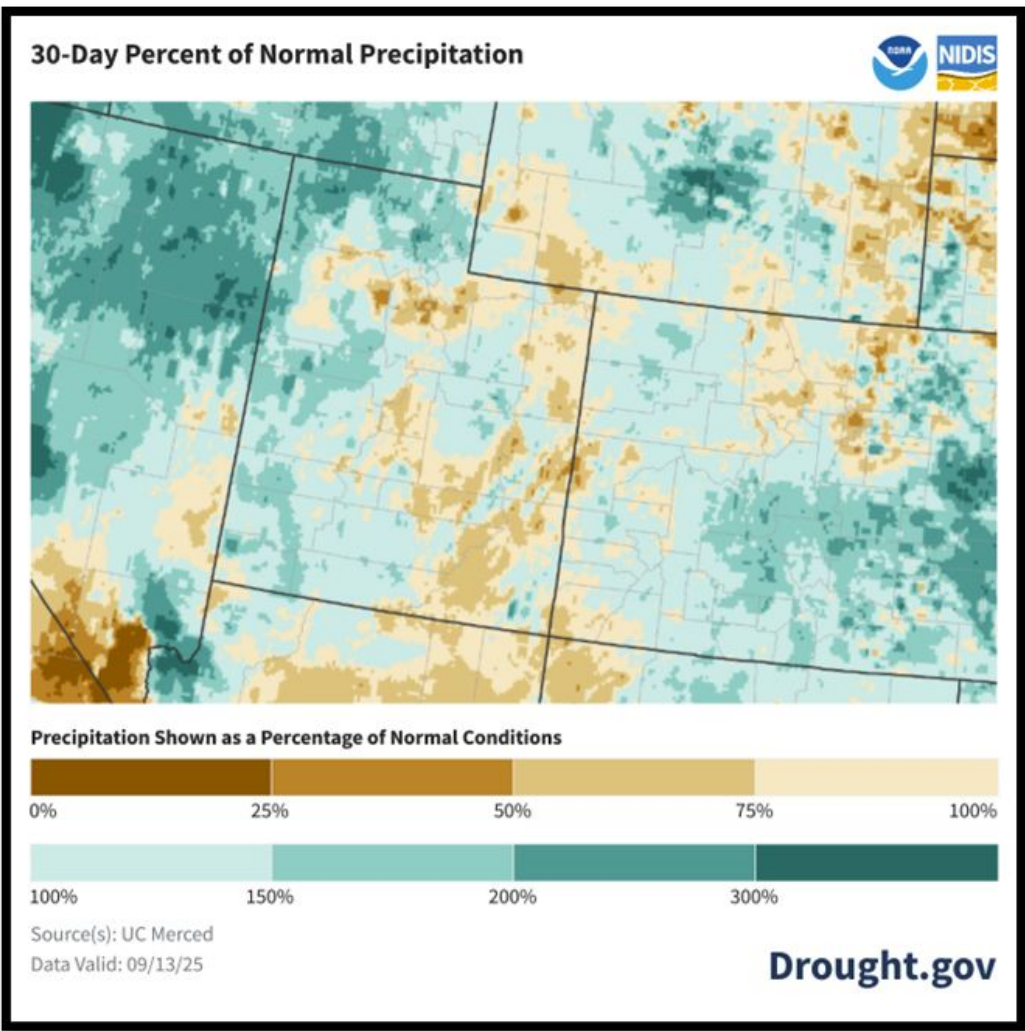 30-Day Percent of Normal Precipitation
NOAA
NIDIS
Precipitation Shown as a Percentage of Normal Conditions
0% 25% 50% 75% 100%
100% 150% 200% 300%
Source(s): UC Merced
Data Valid: 09/13/25
Drought.gov